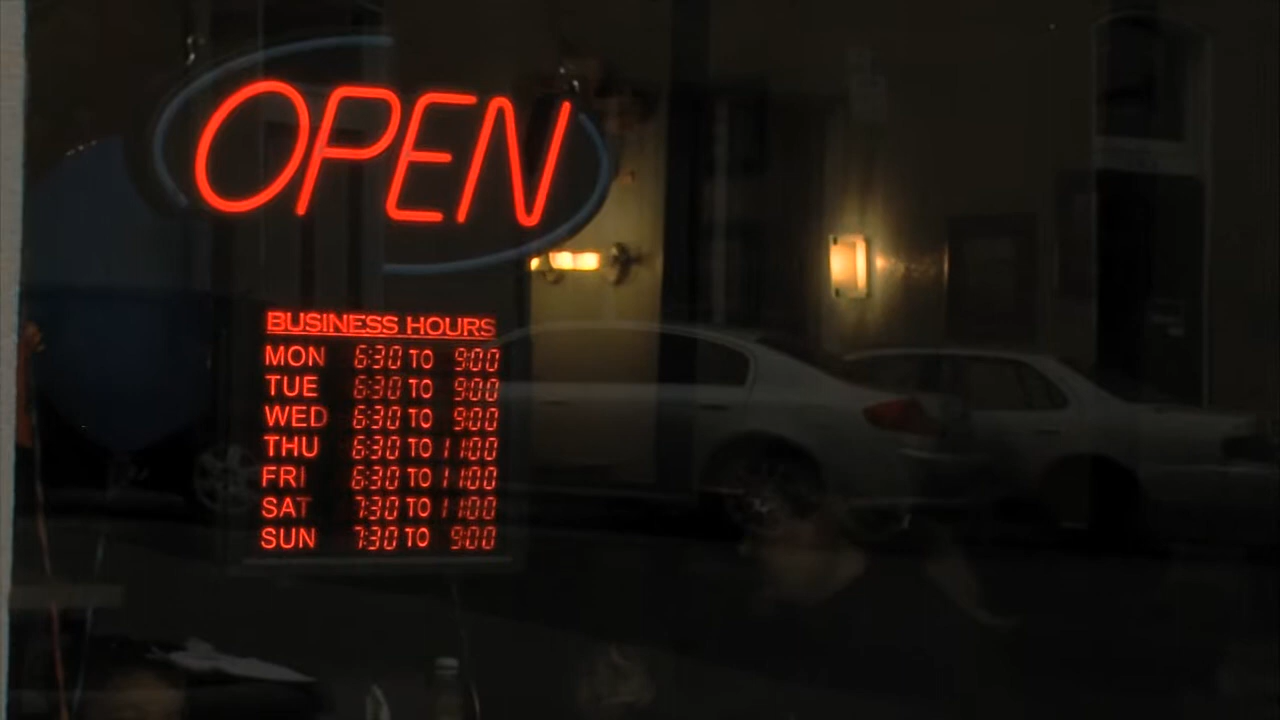 OPEN
BUSINESS HOURS
MON 6:30 TO 9:00
TUE 6:30 TO 9:00
WED 6:30 TO 9:00
THU 6:30 TO 11:00
FRI 6:30 TO 11:00
SAT 7:30 TO 11:00
SUN 7:30 TO 9:00